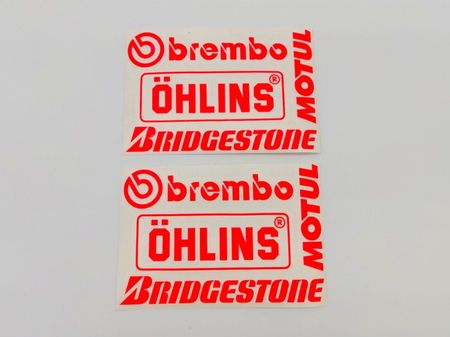 brembo
ÖHLINS®
MOTUL
BRIDGESTONE
brembo
ÖHLINS®
MOTUL
BRIDGESTONE